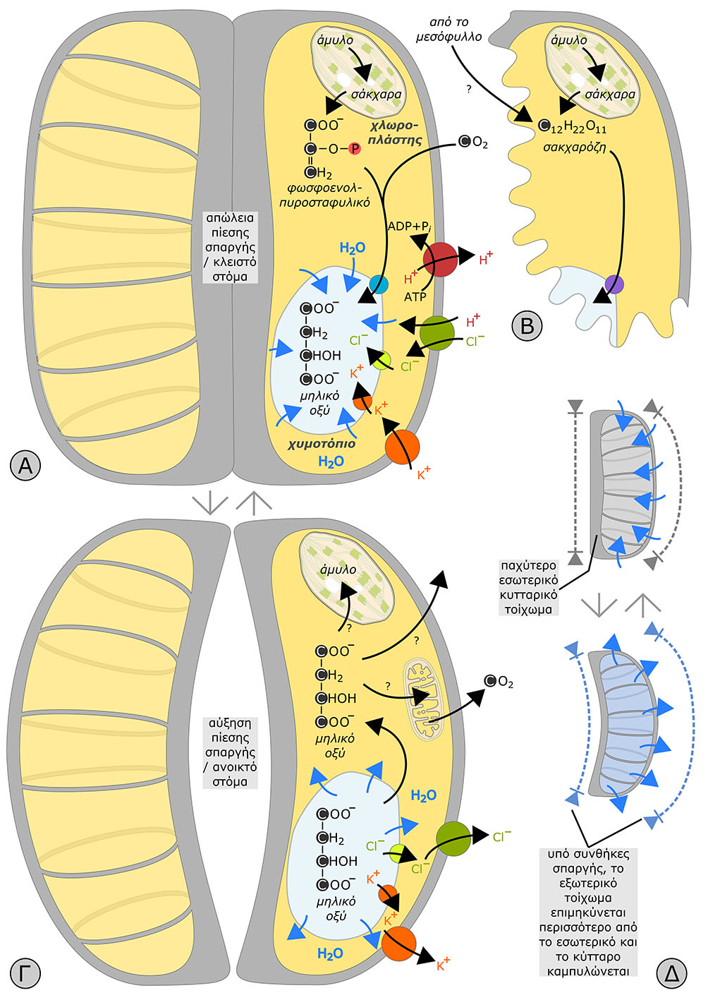 άμυλο
σάκχαρα
χλωρο-
πλάστης
COO⁻
C–O–P
CH₂
φωσφοενολ-
πυροσταφυλικό
CO₂
απώλεια
πίεσης
σπαργής
/ κλειστό
στόμα
ADP+Pᵢ
H⁺
H⁺
ATP
H₂O
COO⁻
CH₂
CHOH
COO⁻
μηλικό
οξύ
H⁺
Cl⁻
Cl⁻
Cl⁻
K⁺
K⁺
K⁺
χυμοτόπιο
H₂O
Α
από το
μεσόφυλλο
?
άμυλο
σάκχαρα
C₁₂H₂₂O₁₁
σακχαρόζη
Β
άμυλο
?
?
COO⁻
CH₂
CHOH
COO⁻
μηλικό
οξύ
?
CO₂
αύξηση
πίεσης
σπαργής
/ ανοικτό
στόμα
H₂O
COO⁻
CH₂
CHOH
COO⁻
μηλικό
οξύ
Cl⁻
Cl⁻
Cl⁻
K⁺
K⁺
K⁺
H₂O
Γ
παχύτερο
εσωτερικό
κυτταρικό
τοίχωμα
υπό συνθήκες
σπαργής, το
εξωτερικό
τοίχωμα
επιμηκύνεται
περισσότερο από
το εσωτερικό και
το κύτταρο
καμπυλώνεται
Δ